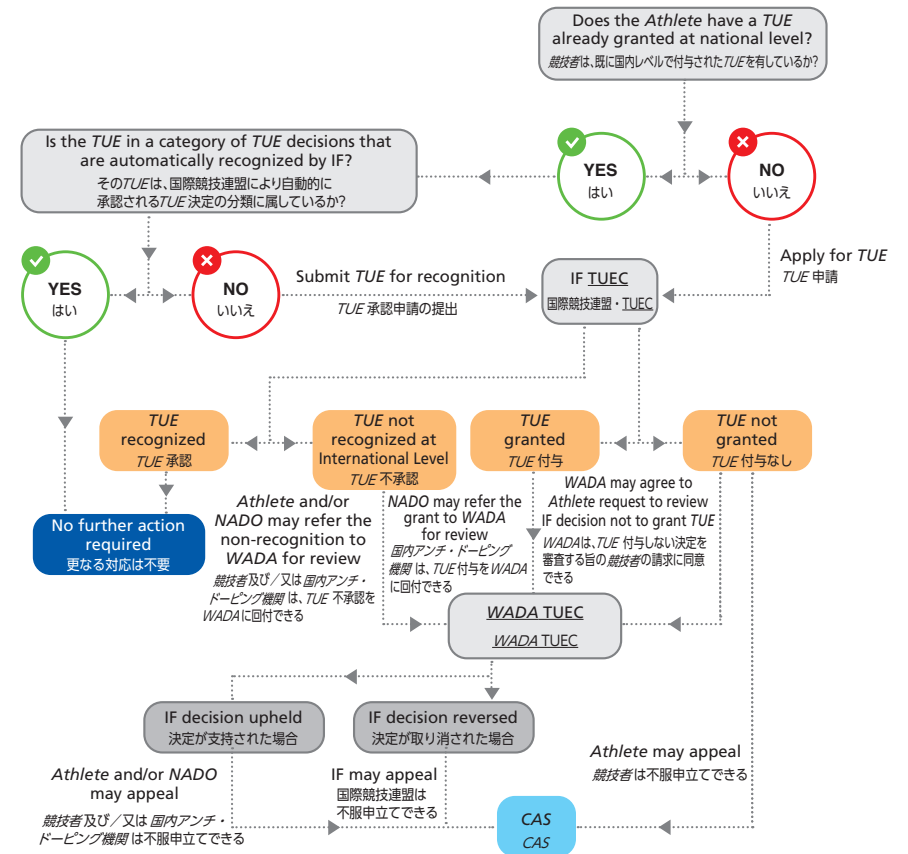 Does the Athlete have a TUE
already granted at national level?
競技者は、既に国内レベルで付与されたTUEを有しているか?
Is the TUE in a category of TUE decisions that
are automatically recognized by IF?
そのTUEは、国際競技連盟により自動的に
承認されるTUE 決定の分類に属しているか?
YES
はい
NO
いいえ
Apply for TUE
TUE 申請
YES
はい
NO
いいえ
Submit TUE for recognition
TUE 承認申請の提出
IF TUEC
国際競技連盟・TUEC
TUE
recognized
TUE 承認
TUE not
recognized at
International Level
TUE 不承認
TUE
granted
TUE 付与
TUE not
granted
TUE 付与なし
No further action
required
更なる対応は不要
Athlete and/or
NADO may refer the
non-recognition to
WADA for review
競技者及び/又は 国内アンチ・
ドーピング機関 は、TUE 不承認を
WADAに回付できる
NADO may refer the
grant to WADA
for review
国内アンチ・ドーピング
機関 は、TUE 付与をWADA
に回付できる
WADA may agree to
Athlete request to review
IF decision not to grant TUE
WADAは、TUE 付与しない決定を
審査する旨の 競技者の請求に同意
できる
WADA TUEC
WADA TUEC
IF decision upheld
決定が支持された場合
IF decision reversed
決定が取り消された場合
Athlete and/or NADO
may appeal
競技者及び/又は 国内アンチ・
ドーピング機関 は不服申立てできる
IF may appeal
国際競技連盟は
不服申立てできる
Athlete may appeal
競技者は不服申立てできる
CAS
CAS